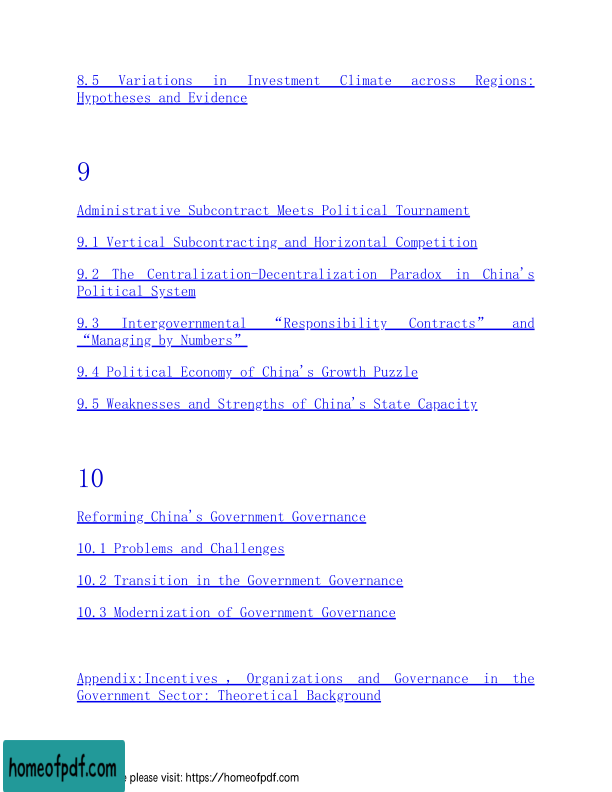 8.5 Variations in Investment Climate across Regions:
Hypotheses and Evidence
9
Administrative Subcontract Meets Political Tournament
9.1 Vertical Subcontracting and Horizontal Competition
9.2 The Centralization-Decentralization Paradox in China's
Political System
9.3 Intergovernmental “Responsibility Contracts” and
“Managing by Numbers”
9.4 Political Economy of China's Growth Puzzle
9.5 Weaknesses and Strengths of China's State Capacity
10
Reforming China's Government Governance
10.1 Problems and Challenges
10.2 Transition in the Government Governance
10.3 Modernization of Government Governance
Appendix:Incentives , Organizations and Governance in the
Government Sector: Theoretical Background
homeofpdf.com
please visit: https://homeofpdf.com